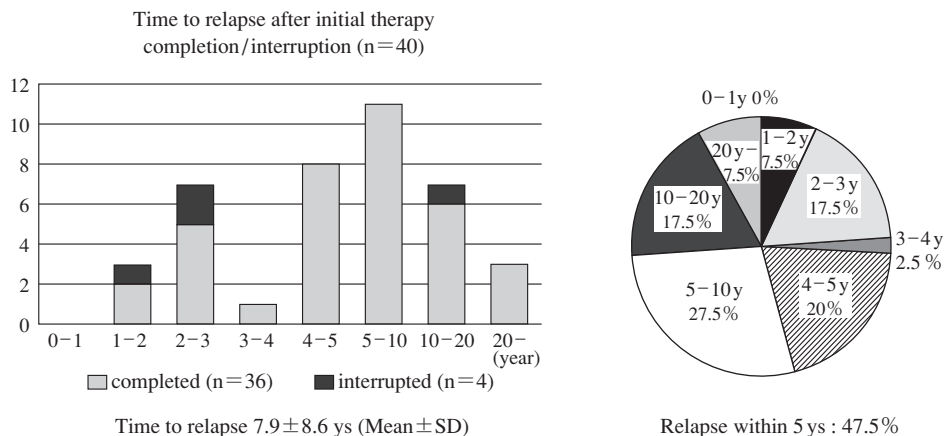 Time to relapse after initial therapy
completion/interruption (n=40)
12
10
8
6
4
2
0
0−1 1−2 2−3 3−4 4−5 5−10 10−20 20−
(year)
completed (n=36) interrupted (n=4)
Time to relapse 7.9±8.6 ys (Mean±SD)
0−1y 0%
1−2y
7.5%
2−3y
17.5%
3−4y
2.5%
4−5y
20%
5−10y
27.5%
10−20y
17.5%
20y−
7.5%
Relapse within 5 ys : 47.5%